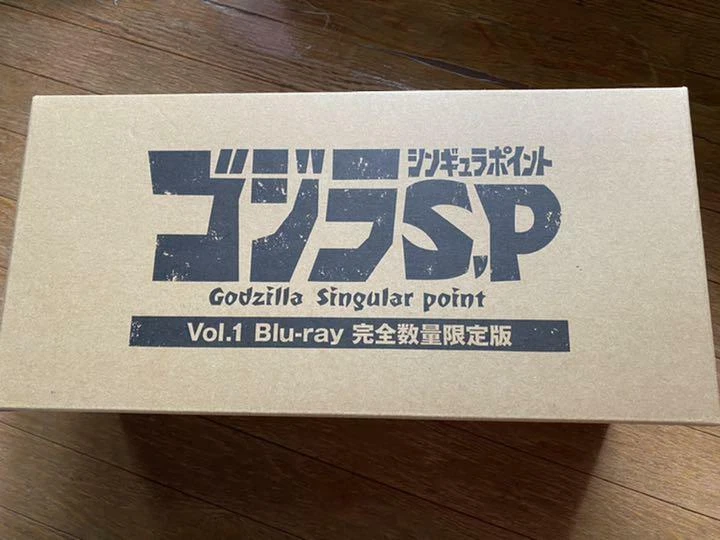 シンギュラポイント
ゴジラS.P
Godzilla Singular point
Vol.1 Blu-ray 完全数量限定版